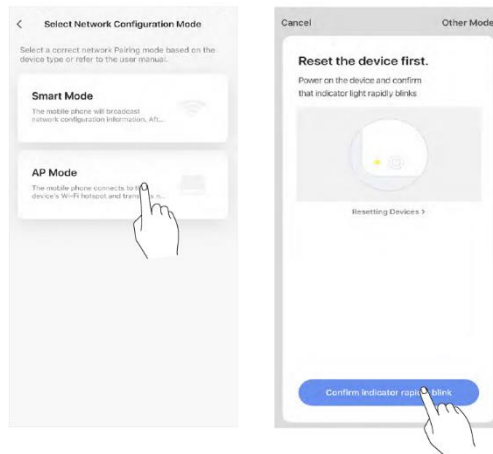 Select Network Configuration Mode
Select a correct network Pairing mode based on the
device type or refer to the user manual.
Smart Mode
The mobile phone will broadcast
network configuration information. Aft...
AP Mode
The mobile phone connects to
device's Wi-Fi hotspot and
Cancel
Other Mode
Reset the device first.
Power on the device and confirm
that indicator light rapidly blinks
Resetting Devices >
Confirm indicator blink